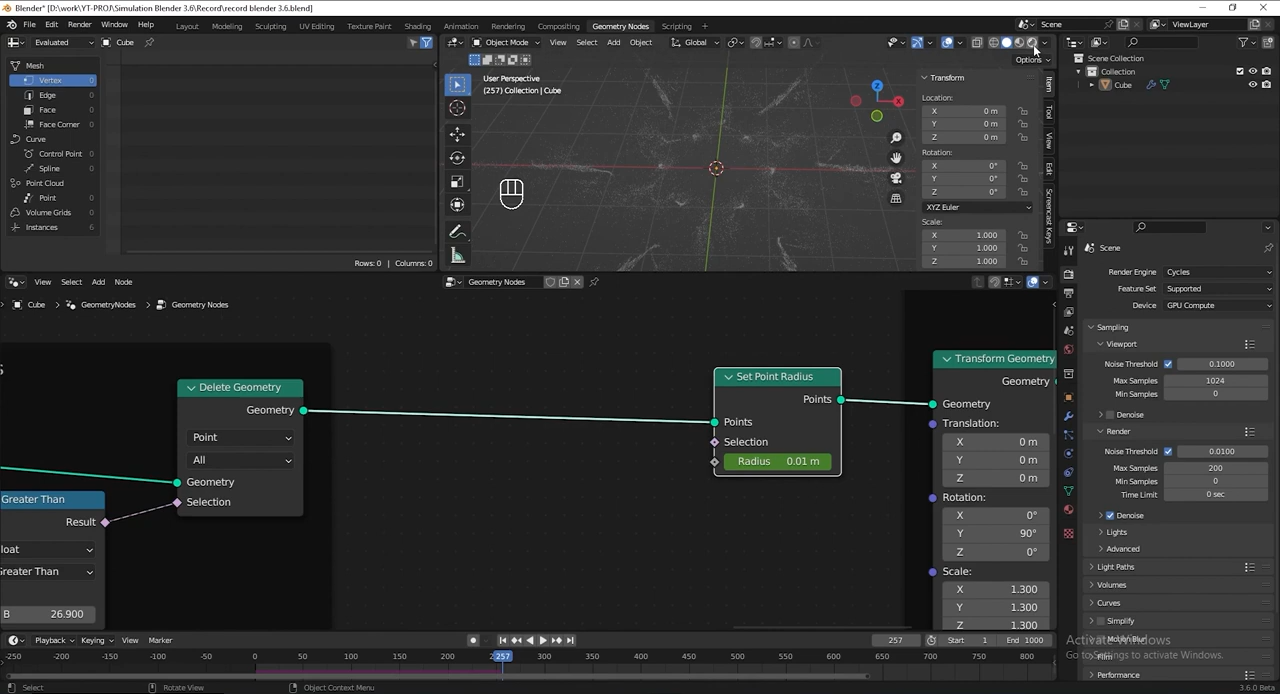 Blender* [D:\work\YT-PROJ\Simulation Blender 3.6\Record\record blender 3.6.blend]
File Edit Render Window Help Layout Modeling Sculpting UV Editing Texture Paint Shading Animation Rendering Compositing Geometry Nodes Scripting + Scene ViewLayer
Evaluated Cube
Object Mode View Select Add Object Global
Options
Mesh
Vertex 0
Edge 0
Face 0
Face Corner 0
Curve
Control Point 0
Spline 0
Point Cloud
Point 0
Volume Grids 0
Instances 6
Rows: 0 | Columns: 0
User Perspective
(257) Collection | Cube
Z
X
Transform
Location:
X 0 m
Y 0 m
Z 0 m
Rotation:
X 0°
Y 0°
Z 0°
XYZ Euler
Scale:
X 1.000
Y 1.000
Z 1.000
Item
Tool
View
Edit
Screencast Keys
Scene Collection
Collection
Cube
View Select Add Node
Geometry Nodes
Cube GeometryNodes Geometry Nodes
s
Delete Geometry
Geometry
Point
All
Geometry
Selection
Greater Than
Result
loat
Greater Than
B 26.900
Set Point Radius
Points
Points
Selection
Radius 0.01 m
Transform Geometry
Geometry
Geometry
Translation:
X 0 m
Y 0 m
Z 0 m
Rotation:
X 0°
Y 90°
Z 0°
Scale:
X 1.300
Y 1.300
Z 1.300
Scene
Render Engine Cycles
Feature Set Supported
Device GPU Compute
Sampling
Viewport
Noise Threshold 0.1000
Max Samples 1024
Min Samples 0
Denoise
Render
Noise Threshold 0.0100
Max Samples 200
Min Samples 0
Time Limit 0 sec
Denoise
Lights
Advanced
Light Paths
Volumes
Curves
Simplify
Motion Blur
Film
Performance
Activate Windows
Go to Settings to activate Windows.
Playback Keying View Marker
257 Start 1 End 1000
-250 -200 -150 -100 -50 0 50 100 150 200 257 300 350 400 450 500 550 600 650 700 750 800
Select Rotate View Object Context Menu
3.6.0 Beta